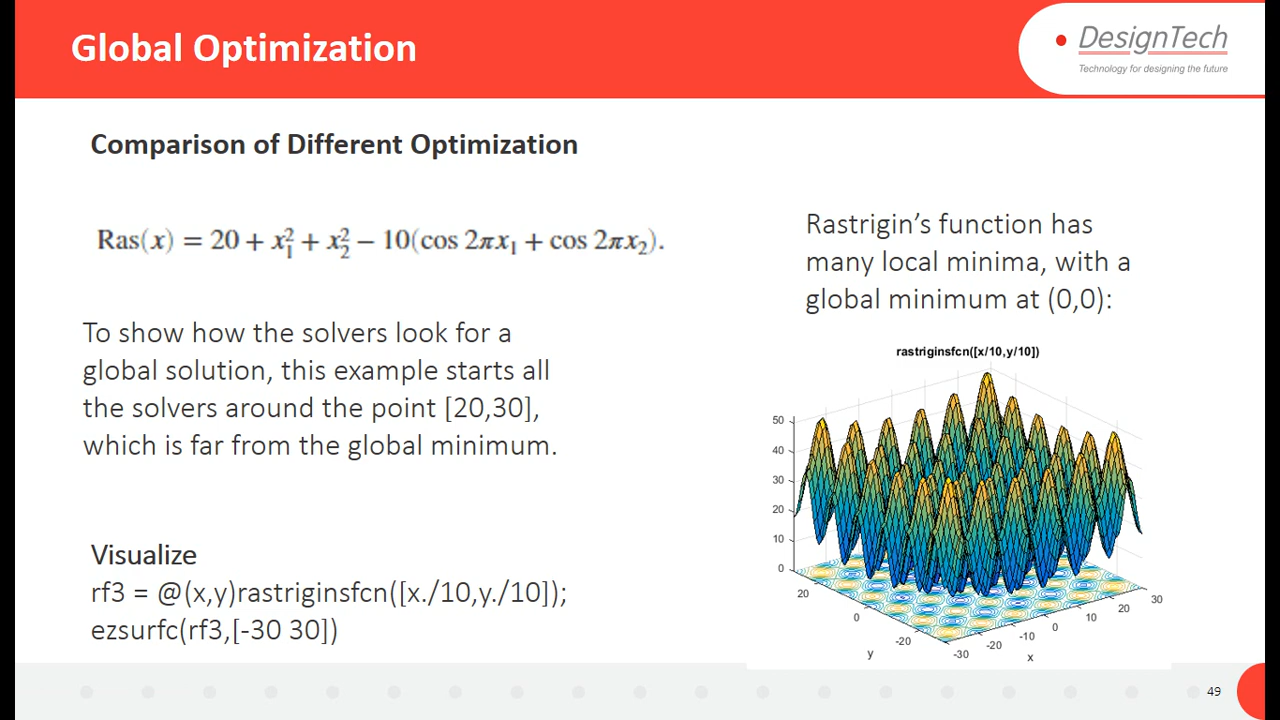 Global Optimization
DesignTech
Technology for designing the future
Comparison of Different Optimization
Ras(x) = 20 + x₁² + x₂² − 10(cos 2πx₁ + cos 2πx₂).
To show how the solvers look for a
global solution, this example starts all
the solvers around the point [20,30],
which is far from the global minimum.
Visualize
rf3 = @(x,y)rastriginsfcn([x./10,y./10]);
ezsurfc(rf3,[-30 30])
Rastrigin’s function has
many local minima, with a
global minimum at (0,0):
rastriginsfcn([x/10,y/10])
50
40
30
20
10
0
20
0
-20
y
-30
-20
-10
0
10
20
30
x
49